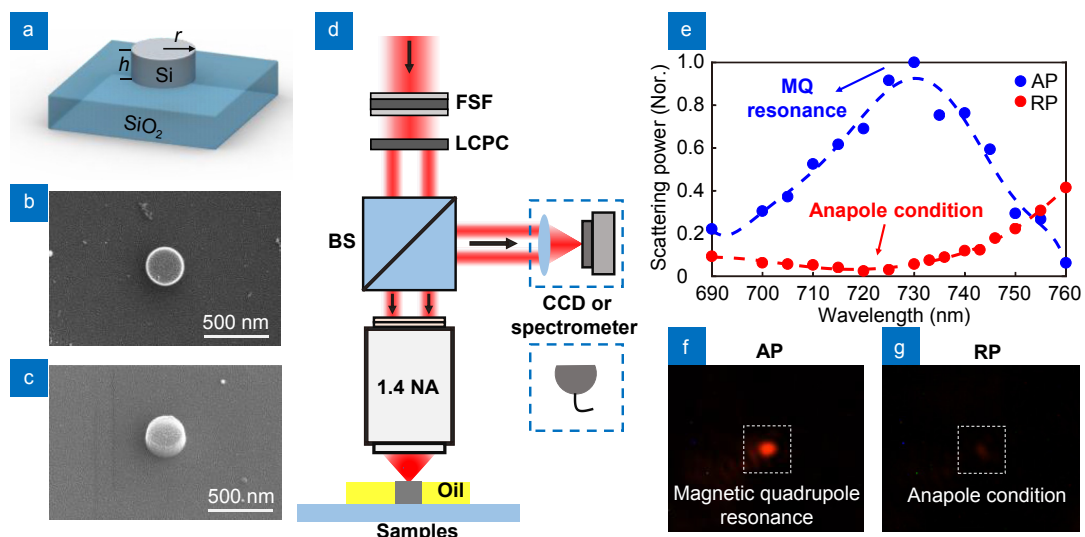 a
r
h
Si
SiO2
b
500 nm
c
500 nm
d
FSF
LCPC
BS
CCD or
spectrometer
1.4 NA
Oil
Samples
e
Scattering power (Nor.)
1.0
0.8
0.6
0.4
0.2
0
MQ
resonance
AP
RP
Anapole condition
690 700 710 720 730 740 750 760
Wavelength (nm)
f
AP
Magnetic quadrupole
resonance
g
RP
Anapole condition